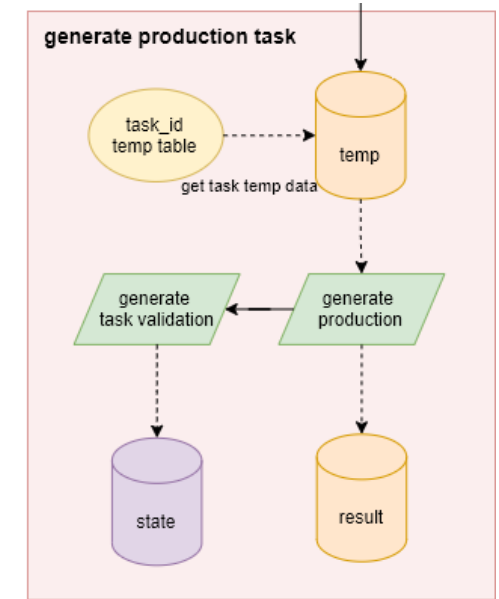 generate production task
task_id
temp table
temp
get task temp data
generate
task validation
generate
production
state
result